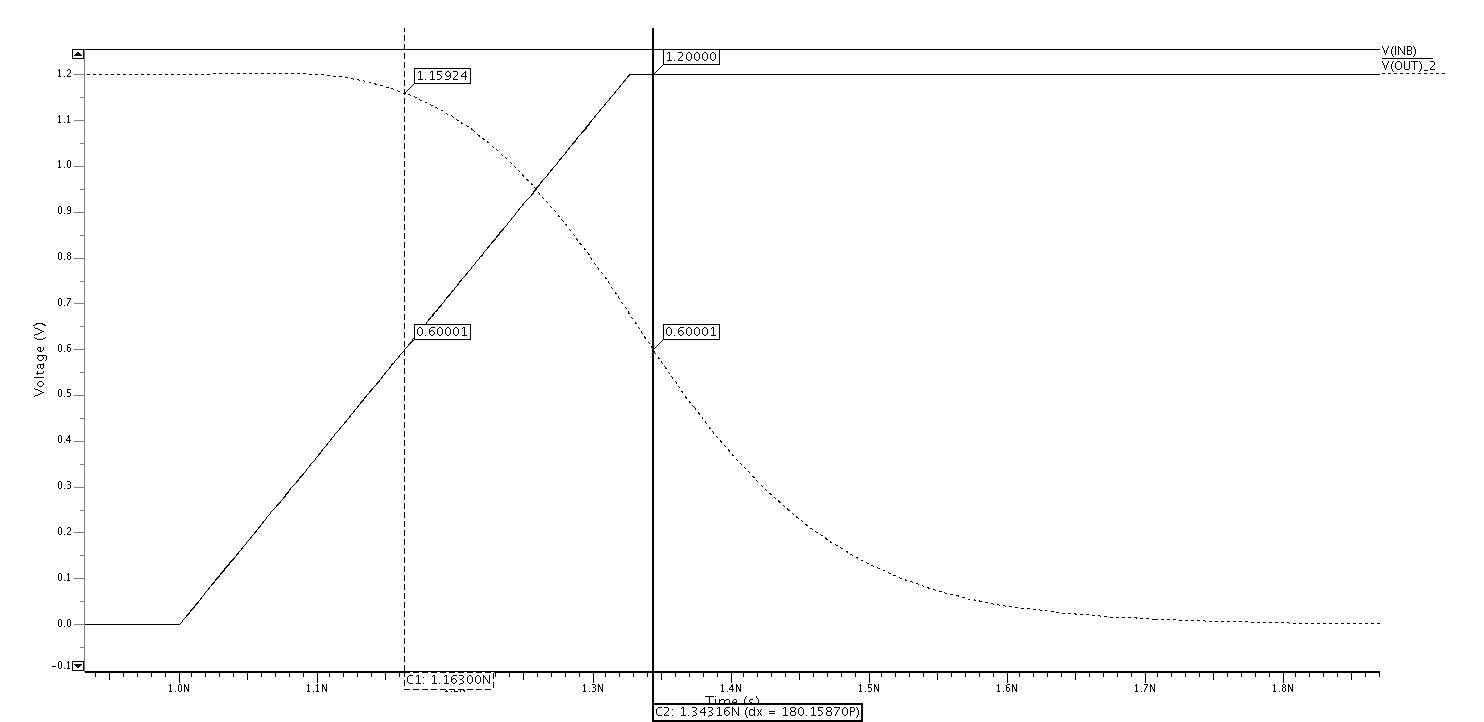 V(INB)
V(OUT)_2
1.20000
1.15924
0.60001
0.60001
1.2
1.1
1.0
0.9
0.8
0.7
0.6
0.5
0.4
0.3
0.2
0.1
0.0
-0.1
Voltage (V)
1.0N
1.1N
1.3N
1.4N
1.5N
1.6N
1.7N
1.8N
C1: 1.16300N
Time (s)
C2: 1.34316N (dx = 180.15870P)